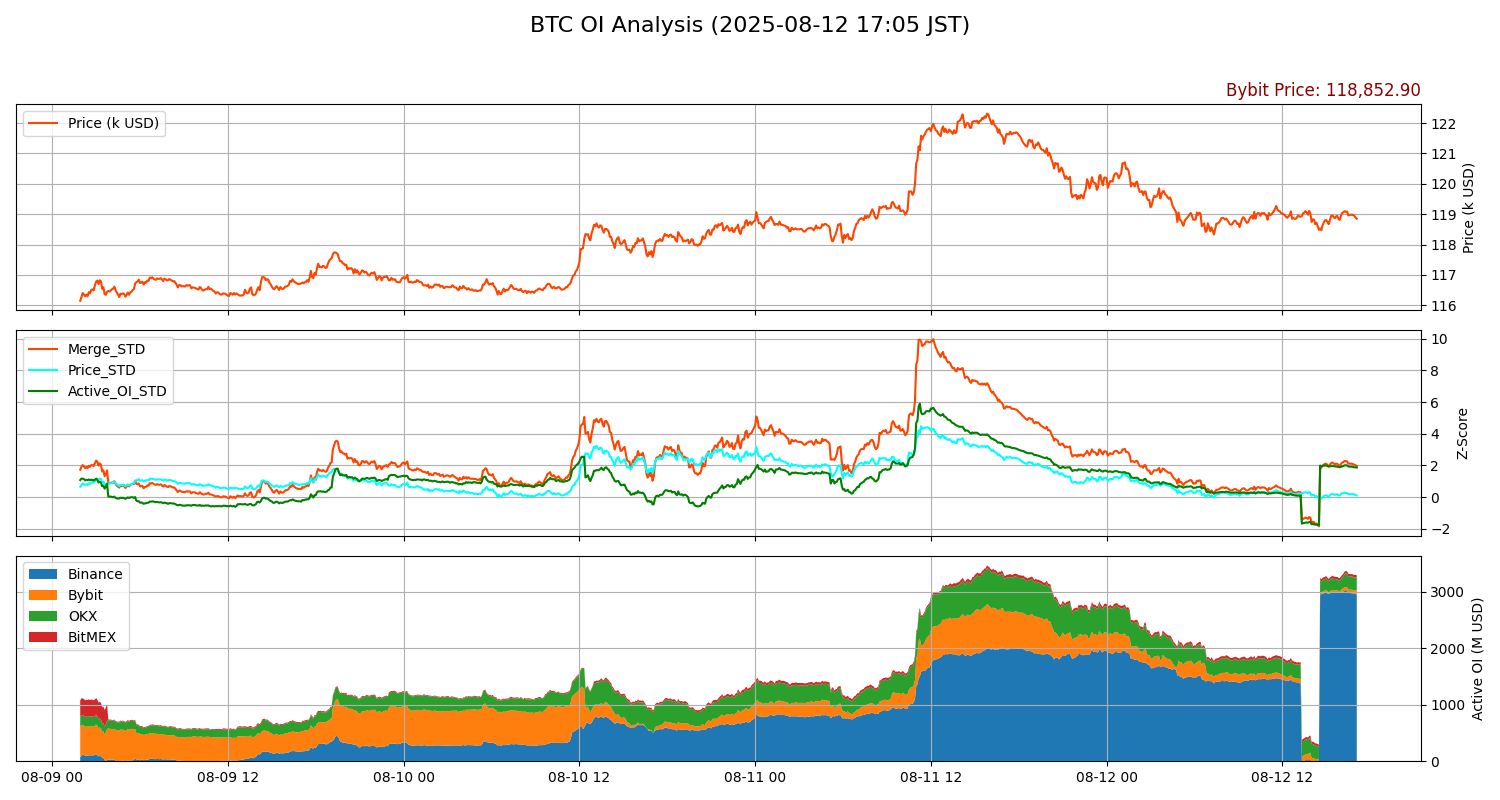 BTC OI Analysis (2025-08-12 17:05 JST)
Bybit Price: 118,852.90
Price (k USD)
122
121
120
119
118
117
116
Price (k USD)
Merge_STD
Price_STD
Active_OI_STD
10
8
6
4
2
0
−2
Z-Score
Binance
Bybit
OKX
BitMEX
3000
2000
1000
0
Active OI (M USD)
08-09 00 08-09 12 08-10 00 08-10 12 08-11 00 08-11 12 08-12 00 08-12 12